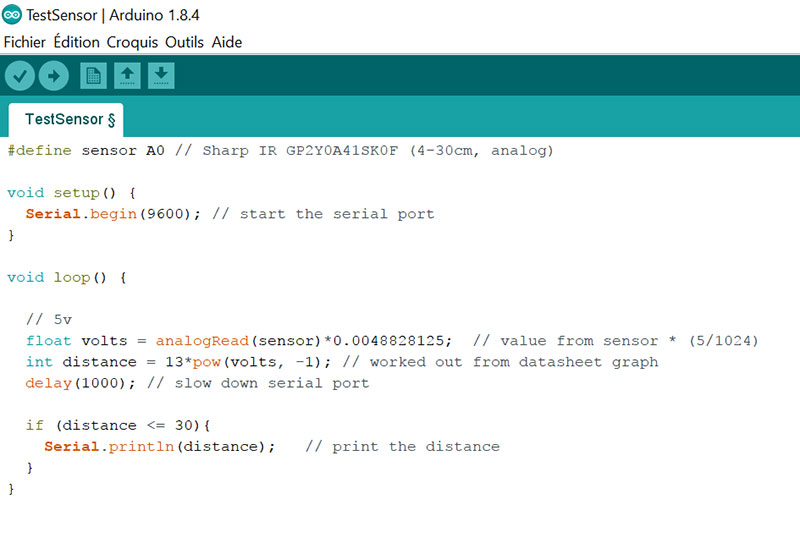 TestSensor | Arduino 1.8.4
Fichier Édition Croquis Outils Aide
TestSensor §
#define sensor A0 // Sharp IR GP2Y0A41SK0F (4-30cm, analog)
void setup() {
Serial.begin(9600); // start the serial port
}
void loop() {
// 5v
float volts = analogRead(sensor)*0.0048828125; // value from sensor * (5/1024)
int distance = 13*pow(volts, -1); // worked out from datasheet graph
delay(1000); // slow down serial port
if (distance <= 30){
Serial.println(distance); // print the distance
}
}